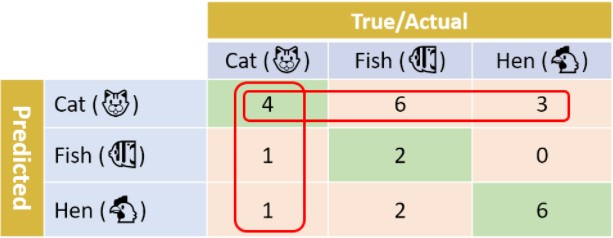 True/Actual
Cat () Fish () Hen ()
Predicted
Cat () 4 6 3
Fish () 1 2 0
Hen () 1 2 6